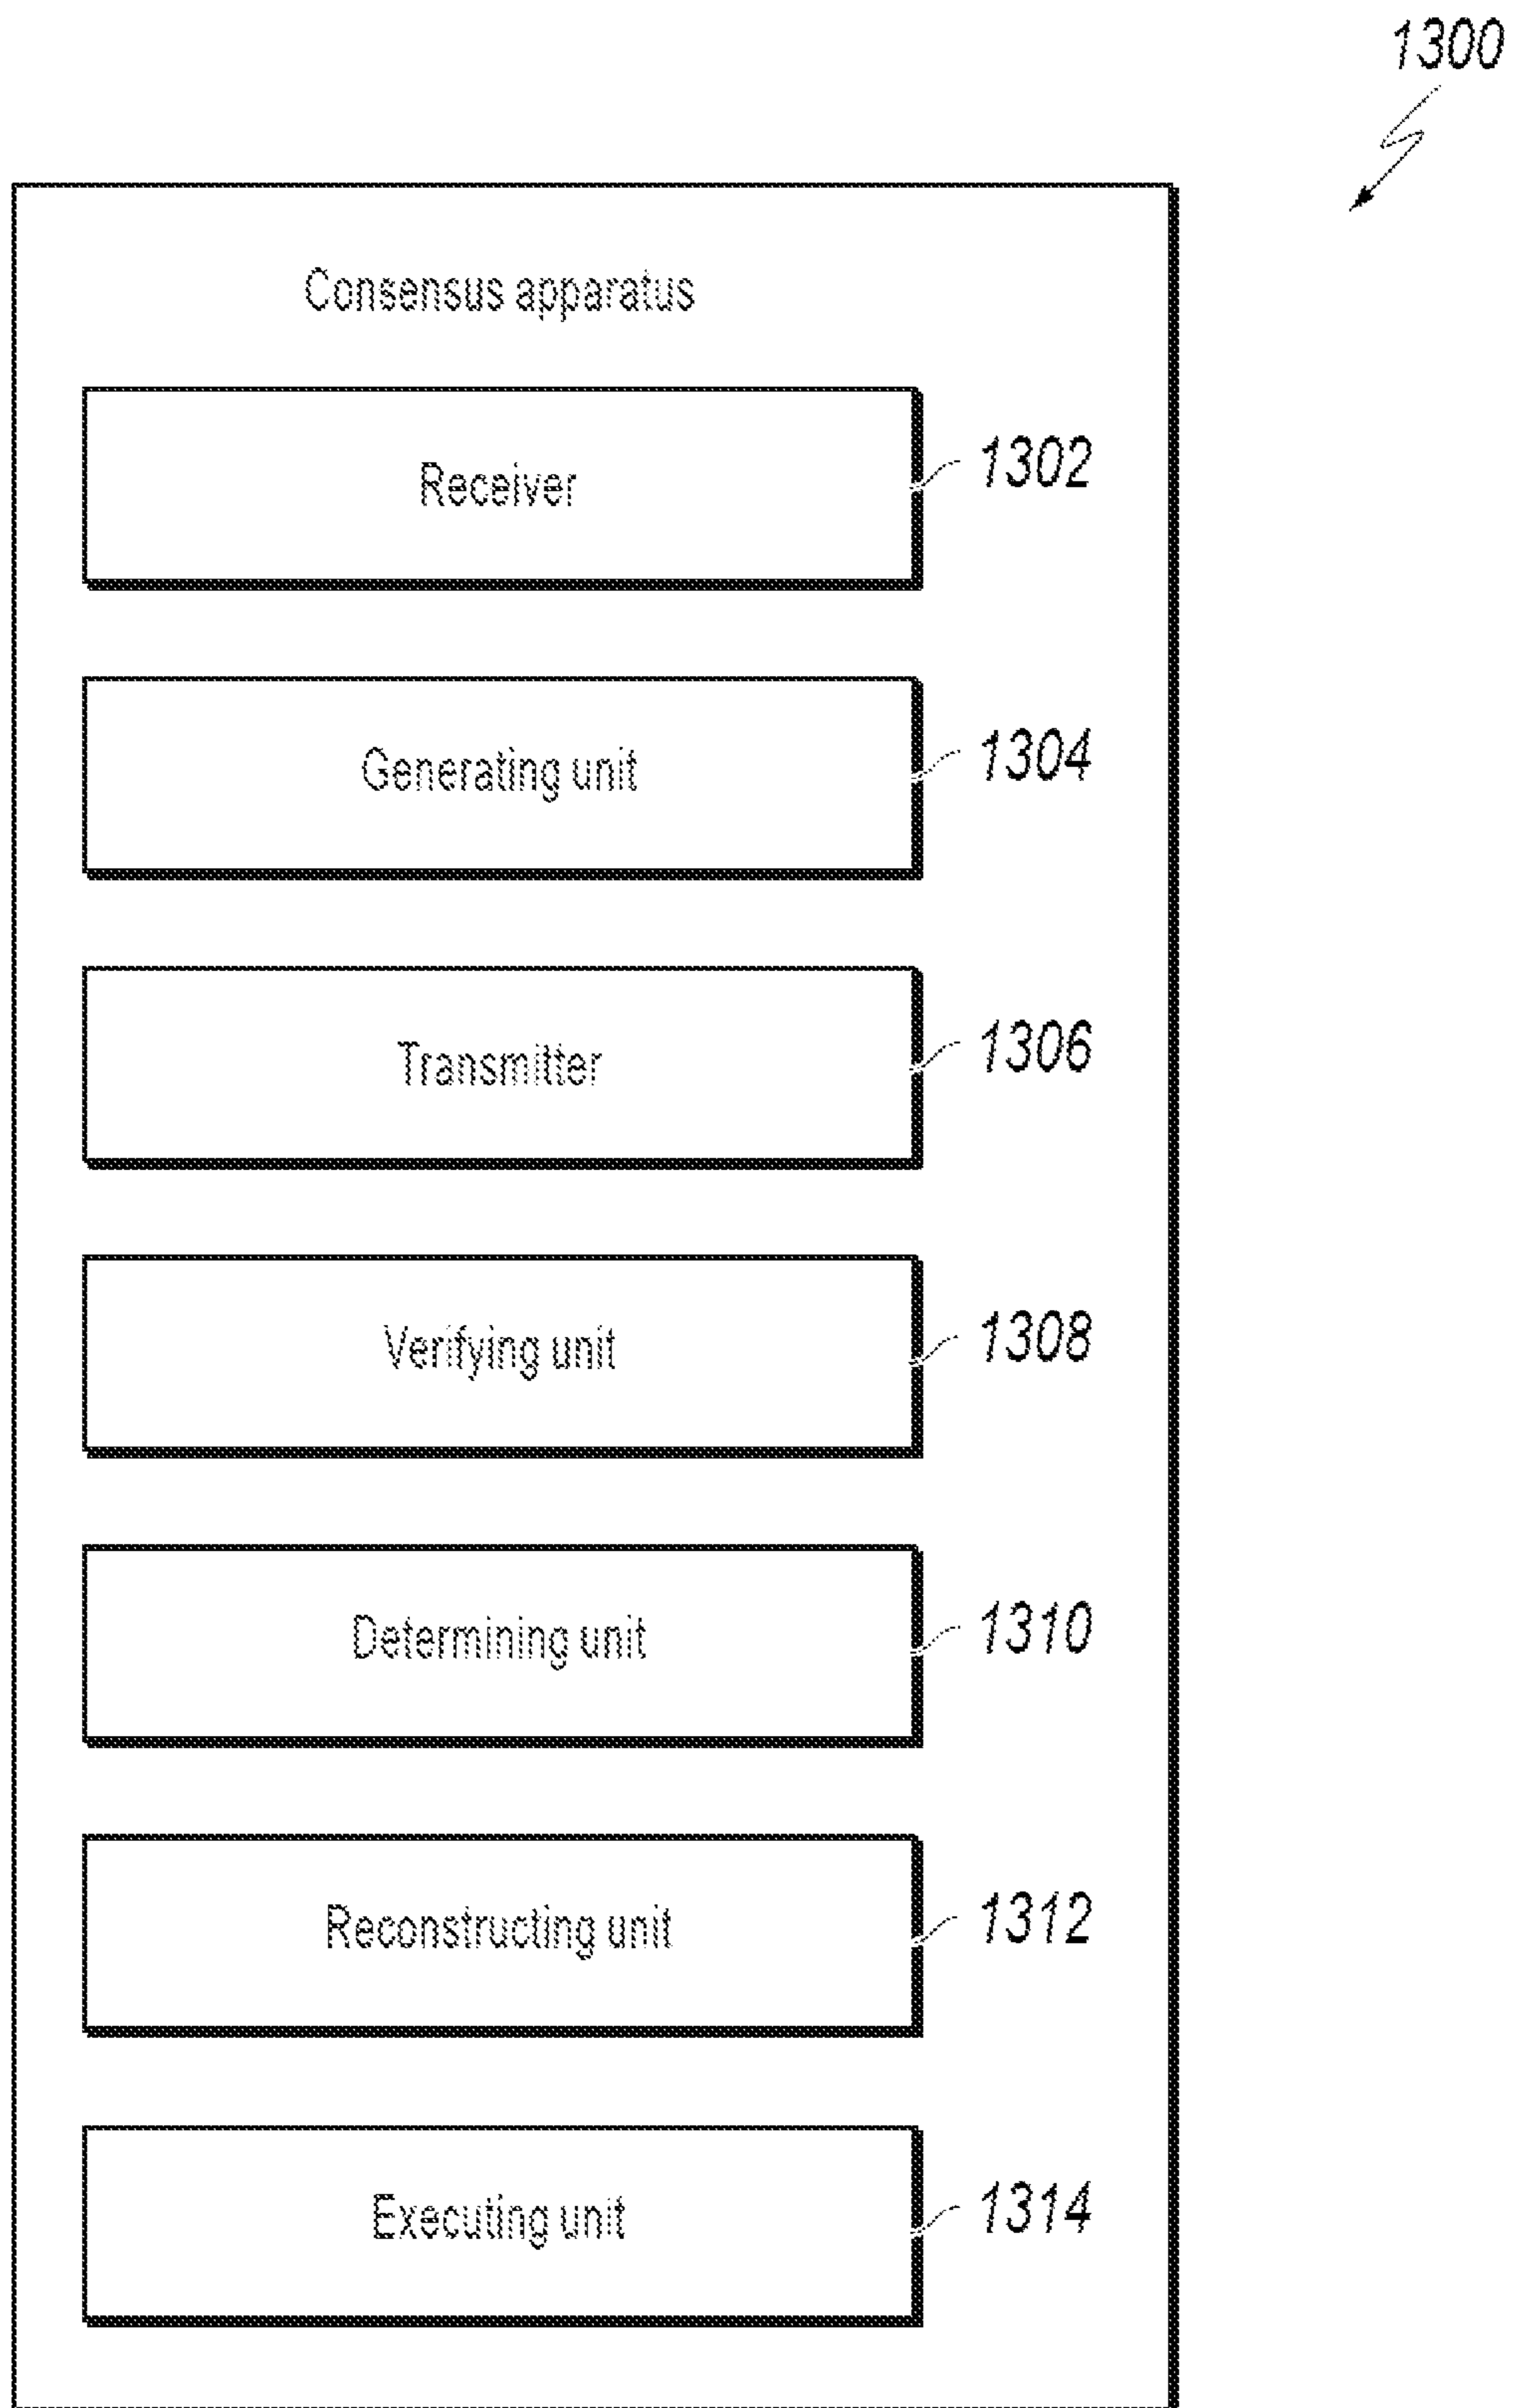 1300
Consensus apparatus
Receiver
1302
Generating unit
1304
Transmitter
1306
Verifying unit
1308
Determining unit
1310
Reconstructing unit
1312
Executing unit
1314